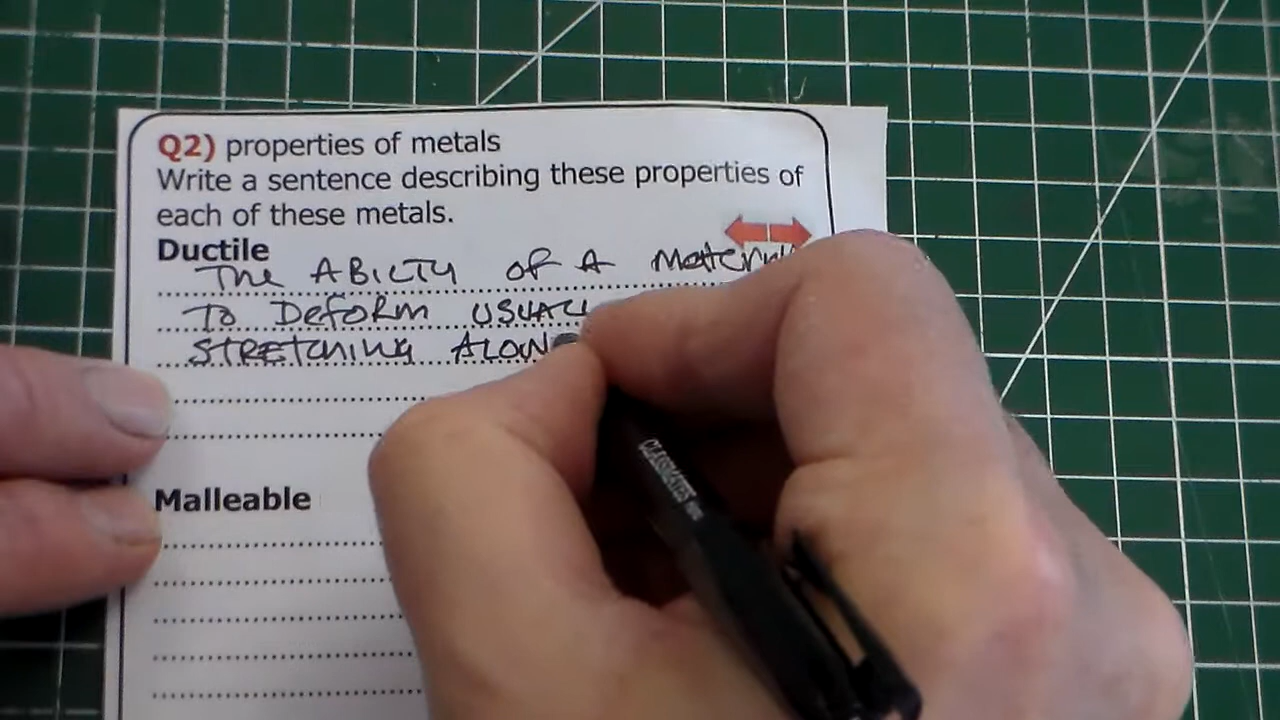 Q2) properties of metals
Write a sentence describing these properties of
each of these metals.
Ductile
The ABILTY of A
To Deform
STRETCHING
Malleable
CLASSMATES